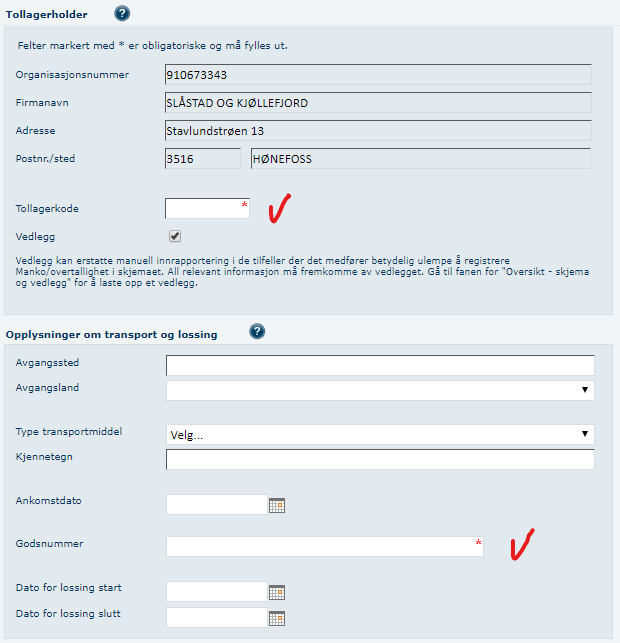 Tollagerholder ?
Felter markert med * er obligatoriske og må fylles ut.
Organisasjonsnummer 910673343
Firmanavn SLÅSTAD OG KJØLLEFJORD
Adresse Stavlundstrøen 13
Postnr./sted 3516 HØNEFOSS
Tollagerkode *
Vedlegg
Vedlegg kan erstatte manuell innrapportering i de tilfeller der det medfører betydelig ulempe å registrere
Manko/overtallighet i skjemaet. All relevant informasjon må fremkomme av vedlegget. Gå til fanen for "Oversikt - skjema
og vedlegg" for å laste opp et vedlegg.
Opplysninger om transport og lossing ?
Avgangssted
Avgangsland
Type transportmiddel Velg...
Kjennetegn
Ankomstdato
Godsnummer *
Dato for lossing start
Dato for lossing slutt